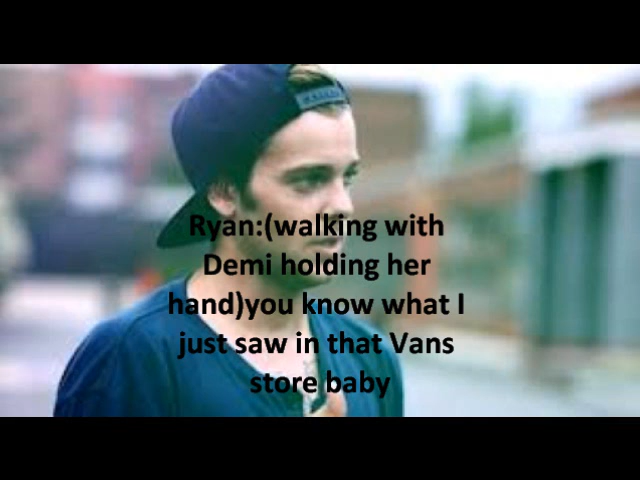 Ryan:(walking with
Demi holding her
hand)you know what I
just saw in that Vans
store baby